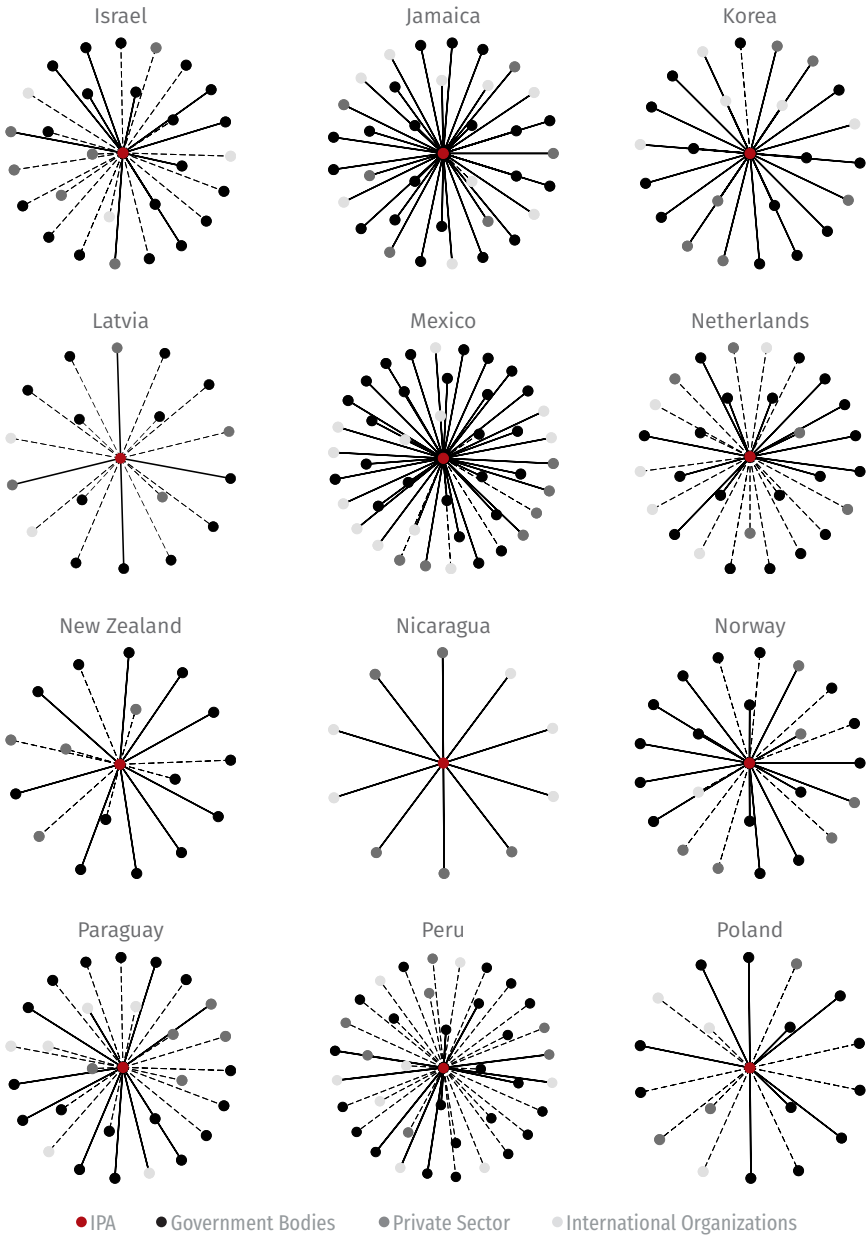 Israel
Jamaica
Korea
Latvia
Mexico
Netherlands
New Zealand
Nicaragua
Norway
Paraguay
Peru
Poland
IPA
Government Bodies
Private Sector
International Organizations